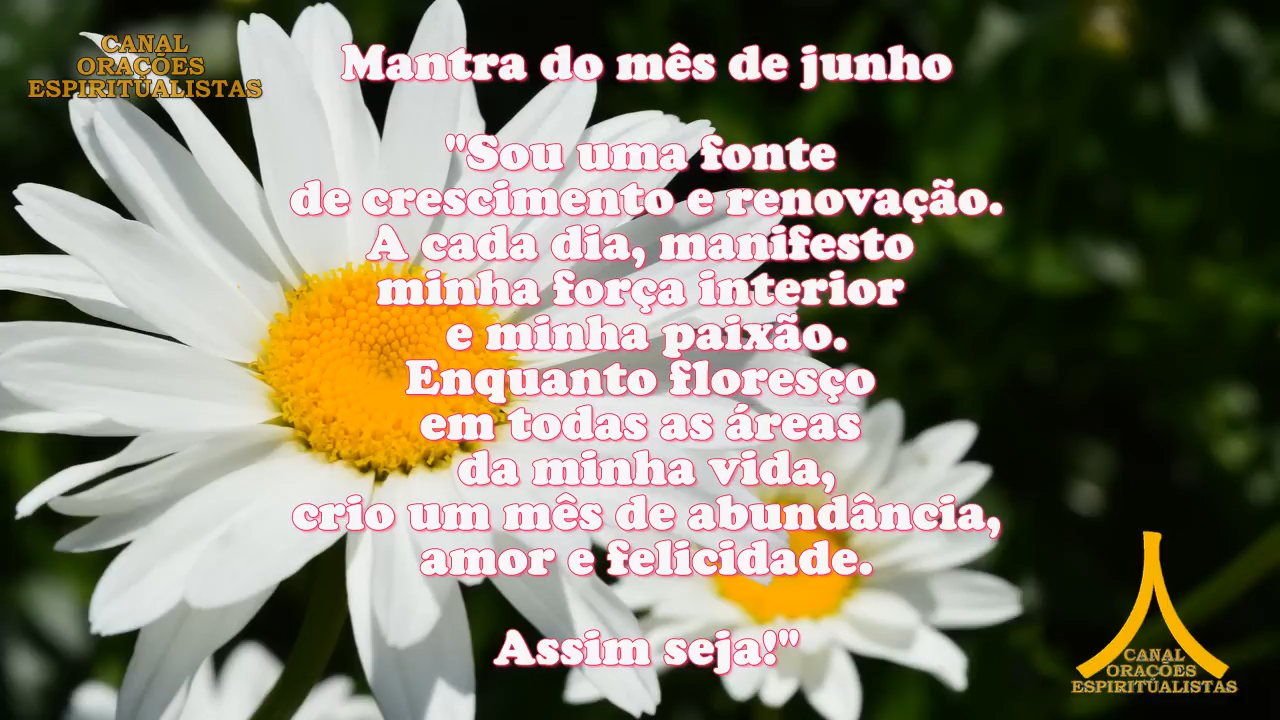 CANAL
ORAÇÕES
ESPIRITUALISTAS
Mantra do mês de junho
"Sou uma fonte
de crescimento e renovação.
A cada dia, manifesto
minha força interior
e minha paixão.
Enquanto floresço
em todas as áreas
da minha vida,
crio um mês de abundância,
amor e felicidade.
Assim seja!"
CANAL
ORAÇÕES
ESPIRITUALISTAS